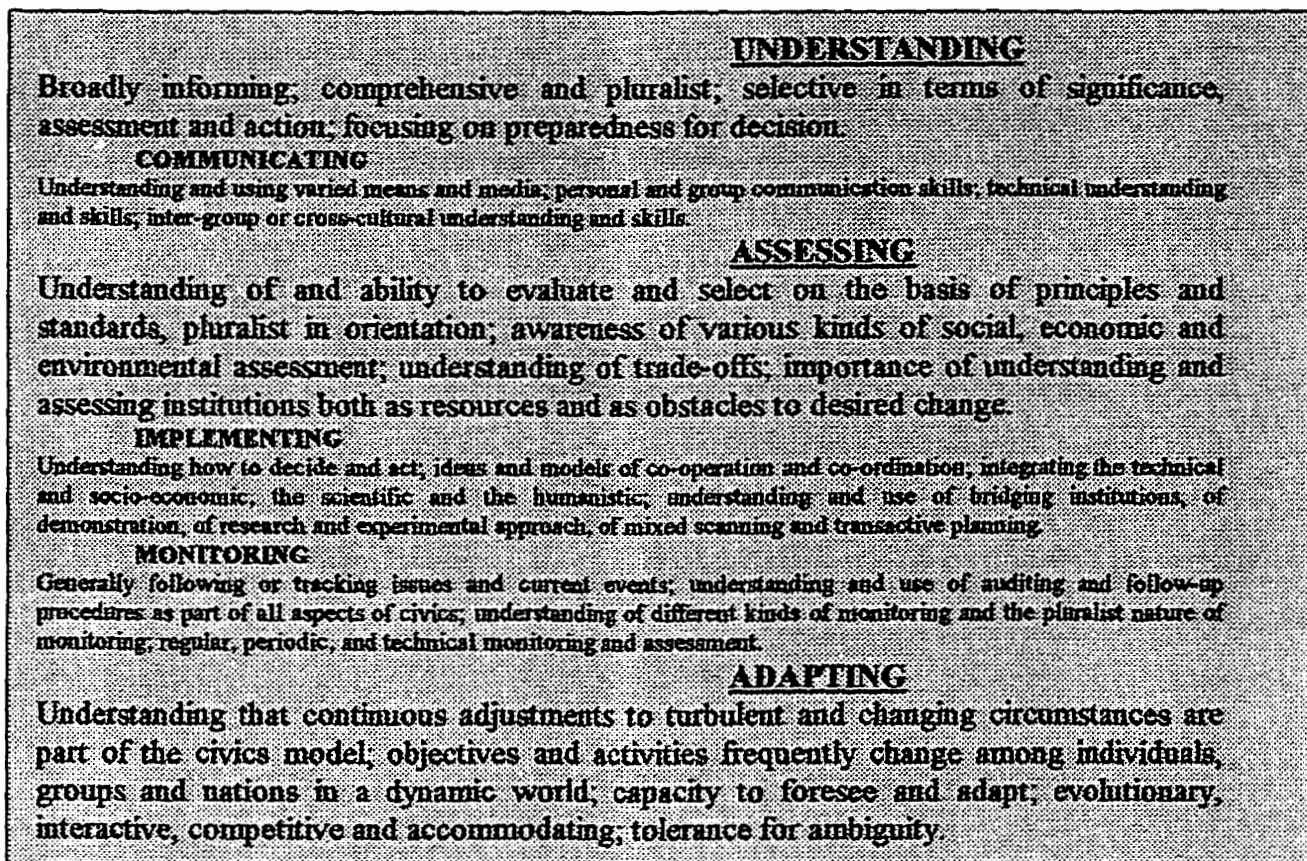 UNDERSTANDING
Broadly informing; comprehensive and pluralist; selective in terms of significance,
assessment and action; focusing on preparedness for decision.
COMMUNICATING
Understanding and using varied means and media; personal and group communication skills; technical understanding
and skills; inter-group or cross-cultural understanding and skills.
ASSESSING
Understanding of and ability to evaluate and select on the basis of principles and
standards, pluralist in orientation; awareness of various kinds of social, economic and
environmental assessment; understanding of trade-offs; importance of understanding and
assessing institutions both as resources and as obstacles to desired change.
IMPLEMENTING
Understanding how to decide and act; ideas and models of co-operation and co-ordination; integrating the technical
and socio-economic, the scientific and the humanistic; understanding and use of bridging institutions, of
demonstration, of research and experimental approach, of mixed scanning and transactive planning.
MONITORING
Generally following or tracking issues and current events; understanding and use of auditing and follow-up
procedures as part of all aspects of civics; understanding of different kinds of monitoring and the pluralist nature of
monitoring; regular, periodic, and technical monitoring and assessment.
ADAPTING
Understanding that continuous adjustments to turbulent and changing circumstances are
part of the civics model; objectives and activities frequently change among individuals,
groups and nations in a dynamic world; capacity to foresee and adapt; evolutionary,
interactive, competitive and accommodating; tolerance for ambiguity.